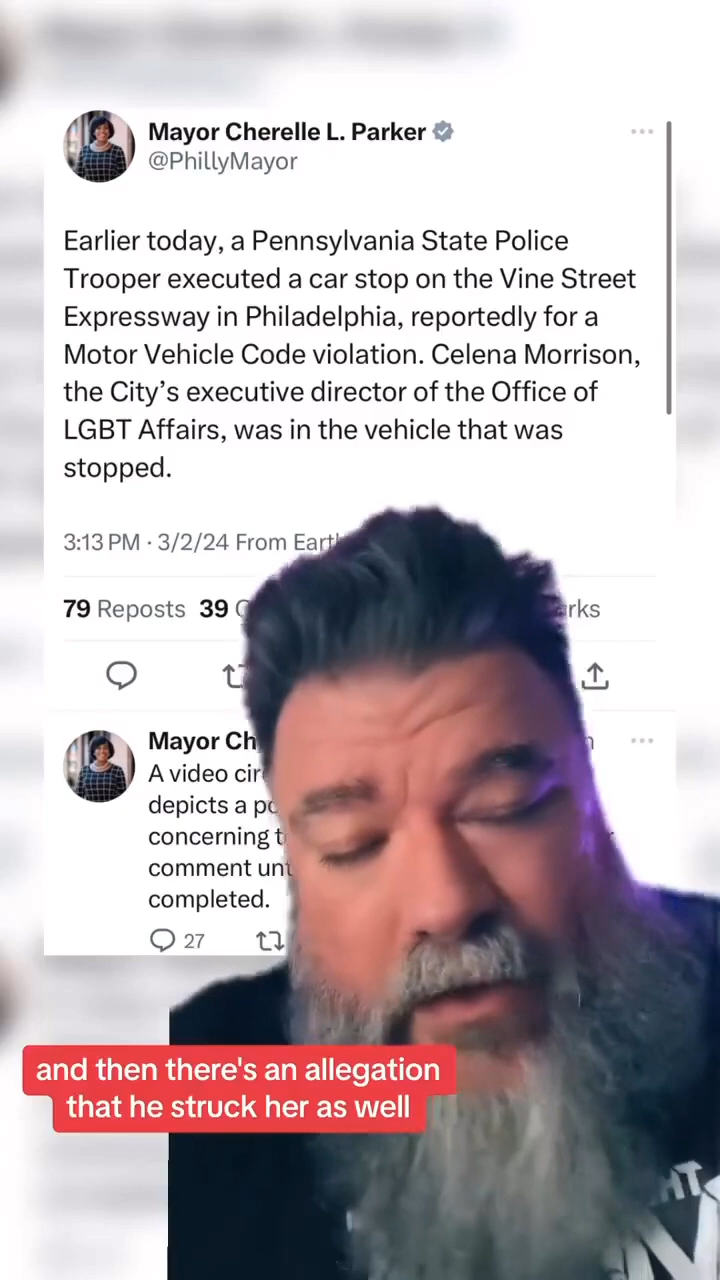 Mayor Cherelle L. Parker
@PhillyMayor
Earlier today, a Pennsylvania State Police
Trooper executed a car stop on the Vine Street
Expressway in Philadelphia, reportedly for a
Motor Vehicle Code violation. Celena Morrison,
the City’s executive director of the Office of
LGBT Affairs, was in the vehicle that was
stopped.
3:13 PM · 3/2/24 From
79 Reposts 39
Mayor
A video
depicts a
concerning
comment
completed.
27
and then there's an allegation
that he struck her as well